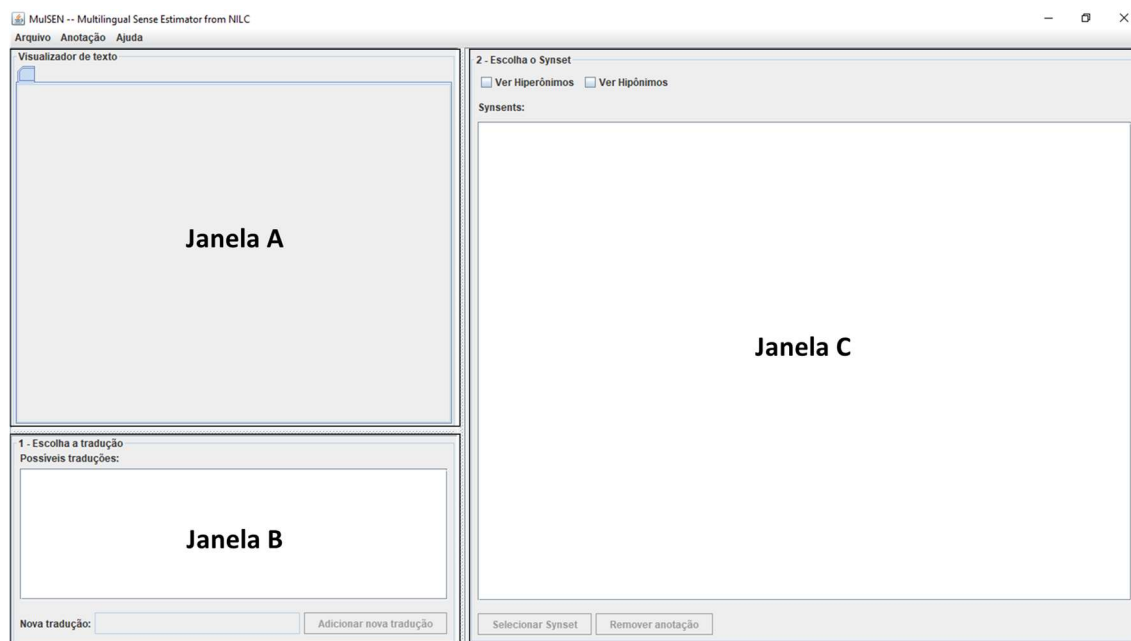 MulSEN -- Multilingual Sense Estimator from NILC
Arquivo Anotação Ajuda
Visualizador de texto
Janela A
1 - Escolha a tradução
Possíveis traduções:
Janela B
Nova tradução: Adicionar nova tradução
2 - Escolha o Synset
Ver Hiperônimos Ver Hipônimos
Synsents:
Janela C
Selecionar Synset Remover anotação